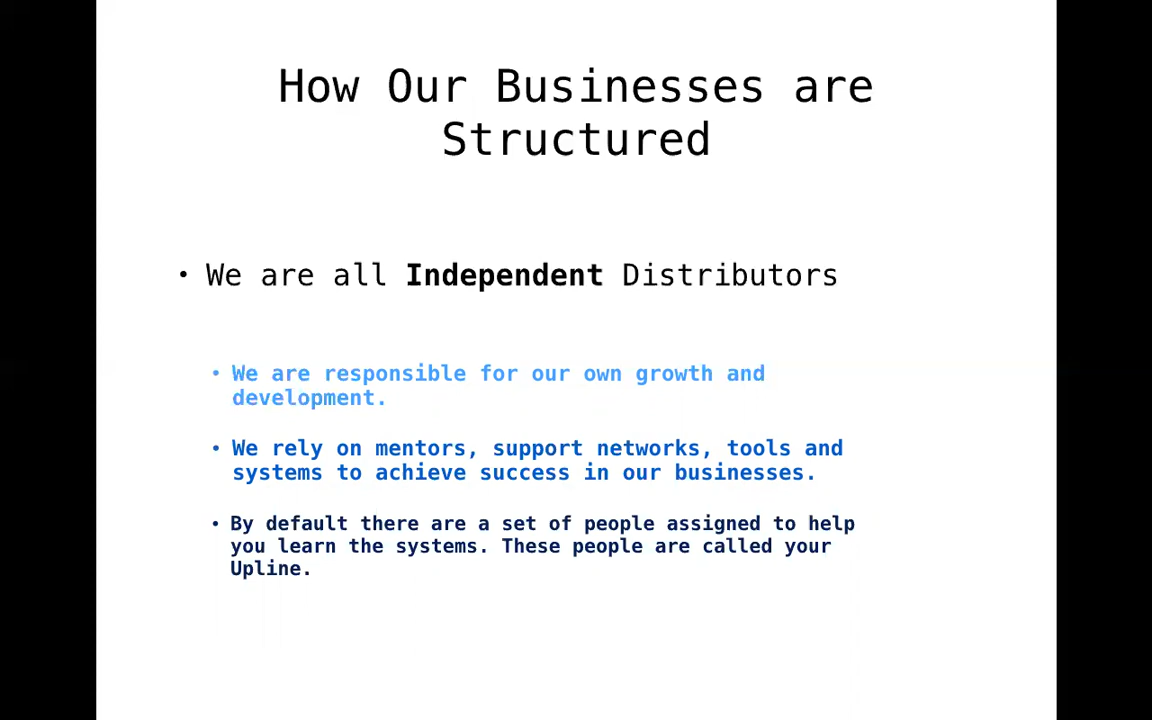 How Our Businesses are
Structured
• We are all Independent Distributors
• We are responsible for our own growth and
development.
• We rely on mentors, support networks, tools and
systems to achieve success in our businesses.
• By default there are a set of people assigned to help
you learn the systems. These people are called your
Upline.